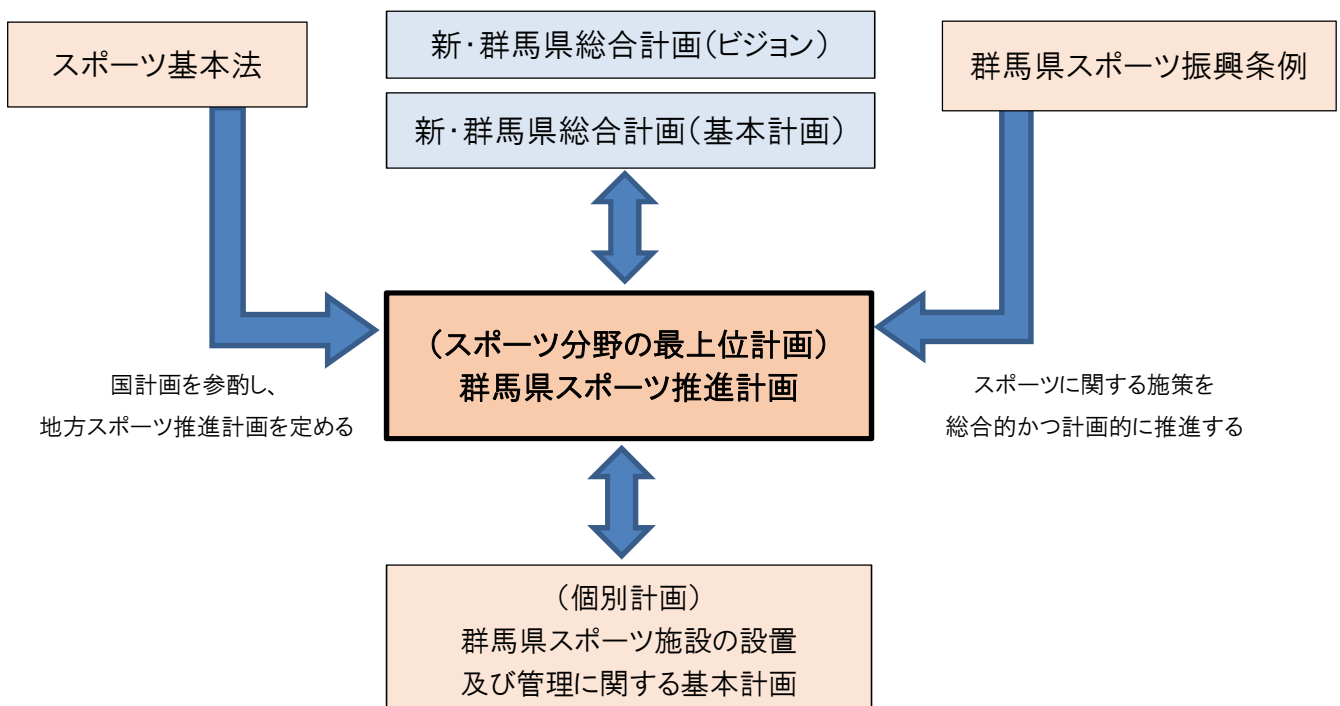 スポーツ基本法
新・群馬県総合計画（ビジョン）
新・群馬県総合計画（基本計画）
群馬県スポーツ振興条例
（スポーツ分野の最上位計画）
群馬県スポーツ推進計画
国計画を参酌し、
地方スポーツ推進計画を定める
スポーツに関する施策を
総合的かつ計画的に推進する
（個別計画）
群馬県スポーツ施設の設置
及び管理に関する基本計画